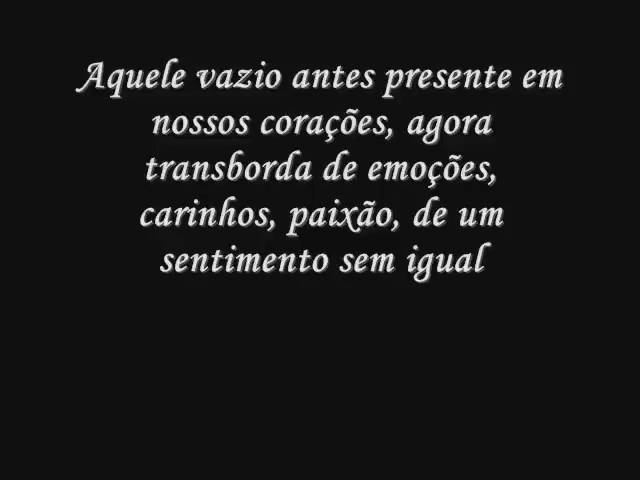 Aquele vazio antes presente em
nossos corações, agora
transborda de emoções,
carinhos, paixão, de um
sentimento sem igual